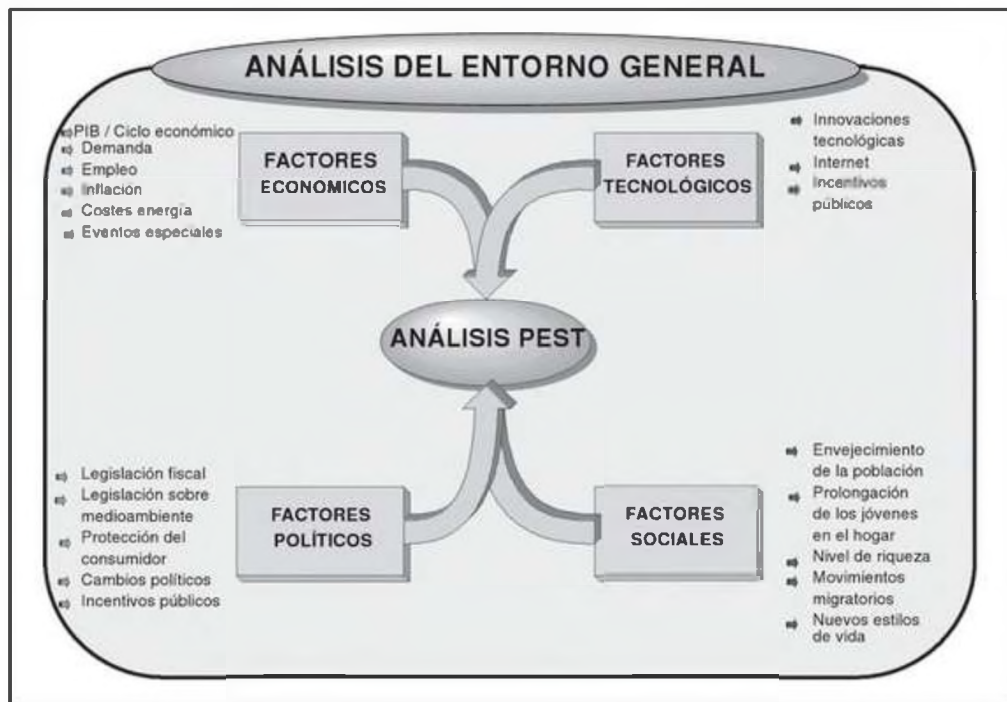 ANÁLISIS DEL ENTORNO GENERAL
PIB / Ciclo económico
Demanda
Empleo
Inflación
Costes energía
Eventos especiales
FACTORES
ECONOMICOS
FACTORES
TECNOLÓGICOS
Innovaciones
tecnológicas
Internet
Incentivos
públicos
ANÁLISIS PEST
Legislación fiscal
Legislación sobre
medioambiente
Protección del
consumidor
Cambios políticos
Incentivos públicos
FACTORES
POLÍTICOS
FACTORES
SOCIALES
Envejecimiento
de la población
Prolongación
de los jóvenes
en el hogar
Nivel de riqueza
Movimientos
migratorios
Nuevos estilos
de vida